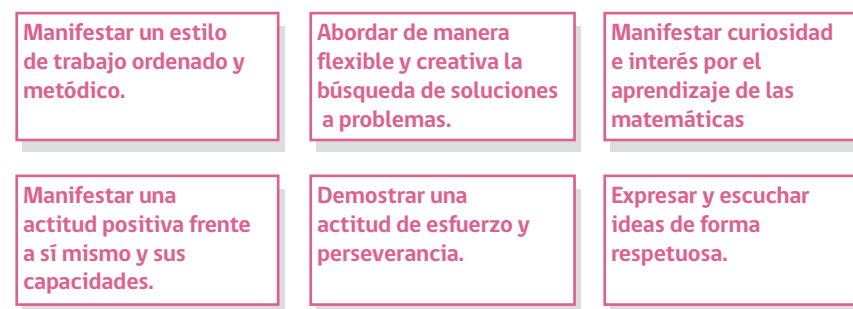 Manifestar un estilo
de trabajo ordenado y
metódico.
Abordar de manera
flexible y creativa la
búsqueda de soluciones
a problemas.
Manifestar curiosidad
e interés por el
aprendizaje de las
matemáticas
Manifestar una
actitud positiva frente
a sí mismo y sus
capacidades.
Demostrar una
actitud de esfuerzo y
perseverancia.
Expresar y escuchar
ideas de forma
respetuosa.